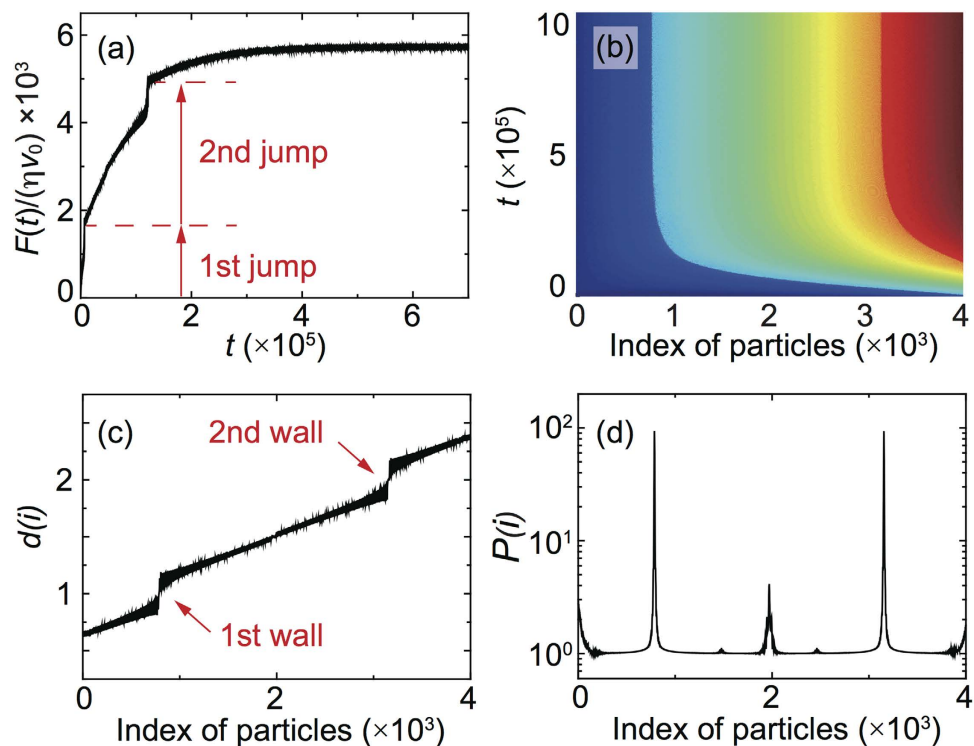 (a)
F(t)/(ηv₀) ×10³
6
4
2
0
2nd jump
1st jump
0 2 4 6
t (×10⁵)
(b)
t (×10⁵)
10
5
0
0 1 2 3 4
Index of particles (×10³)
(c)
d(i)
2
1
2nd wall
1st wall
0 2 4
Index of particles (×10³)
(d)
P(i)
10²
10¹
10⁰
0 2 4
Index of particles (×10³)